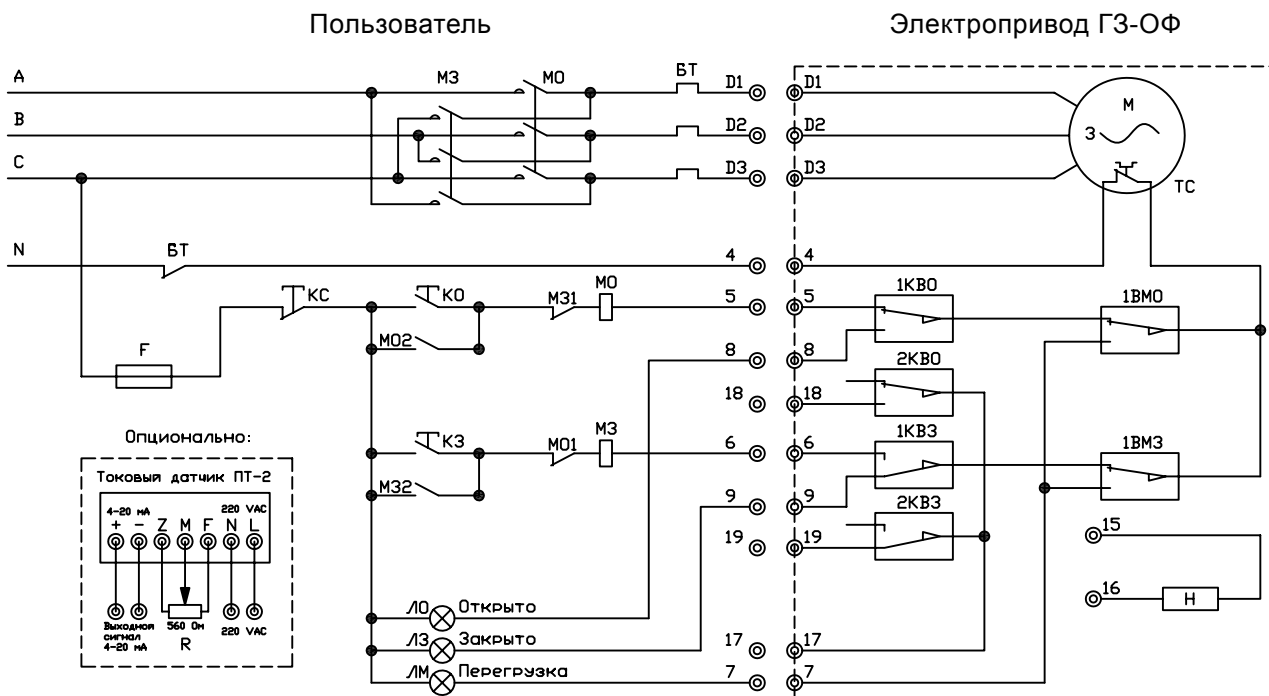 Пользователь
Электропривод ГЗ-ОФ
A
МЗ
МО
БТ
D1
D1
B
D2
D2
C
D3
D3
М
3
ТС
N
БТ
4
4
КС
КО
МЗ1
МО
5
5
1КВО
1ВМО
F
МО2
8
8
2КВО
18
18
Опционально:
КЗ
МО1
МЗ
6
6
1КВЗ
1ВМЗ
Токовый датчик ПТ-2
МЗ2
4-20 мА
220 VAC
+ - Z M F N L
9
9
2КВЗ
19
19
15
16
Н
Выходной
сигнал
4-20 мА
560 Ом
R
220 VAC
ЛО
Открыто
ЛЗ
Закрыто
17
17
ЛМ
Перегрузка
7
7